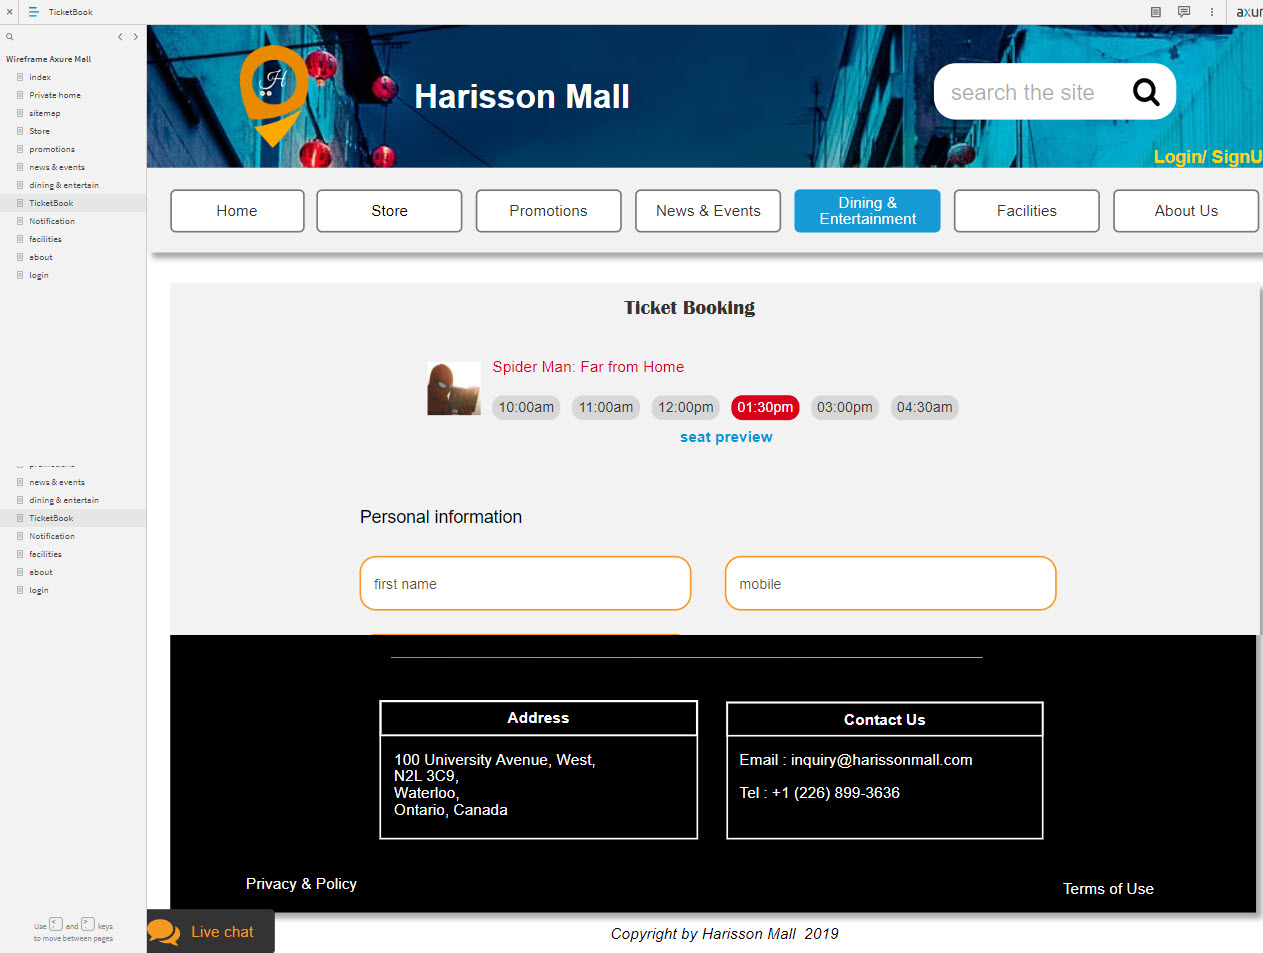 TicketBook
axur
Wireframe Axure Mall
index
Private home
sitemap
Store
promotions
news & events
dining & entertain
TicketBook
Notification
facilities
about
login
news & events
dining & entertain
TicketBook
Notification
facilities
about
login
Use < and > keys
to move between pages
H
Harisson Mall
search the site
Login/ SignU
Home
Store
Promotions
News & Events
Dining &
Entertainment
Facilities
About Us
Ticket Booking
Spider Man: Far from Home
10:00am 11:00am 12:00pm 01:30pm 03:00pm 04:30am
seat preview
Personal information
first name
mobile
Address
100 University Avenue, West,
N2L 3C9,
Waterloo,
Ontario, Canada
Contact Us
Email : inquiry@harissonmall.com
Tel : +1 (226) 899-3636
Privacy & Policy
Terms of Use
Live chat
Copyright by Harisson Mall 2019